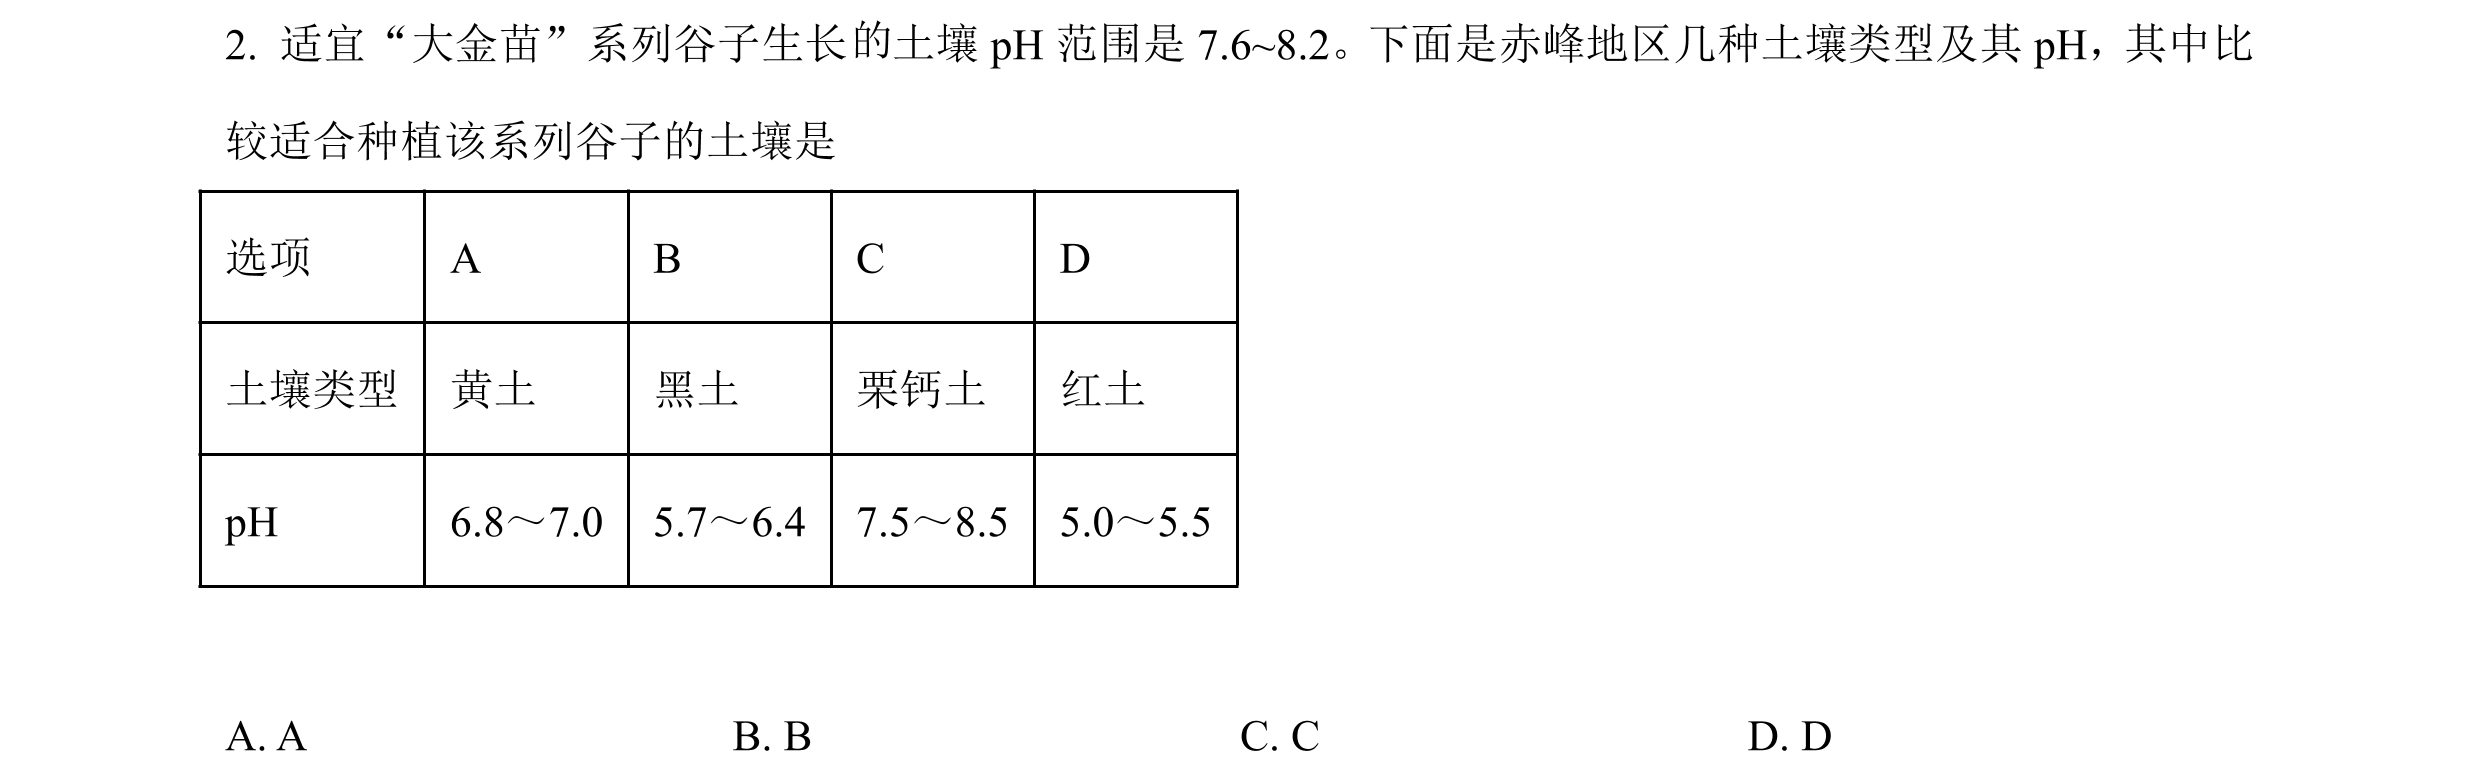 2. 适宜“大金苗”系列谷子生长的土壤 pH 范围是 7.6~8.2。下面是赤峰地区几种土壤类型及其 pH，其中比
较适合种植该系列谷子的土壤是
选项 A B C D
土壤类型 黄土 黑土 栗钙土 红土
pH 6.8～7.0 5.7～6.4 7.5～8.5 5.0～5.5
A. A B. B C. C D. D